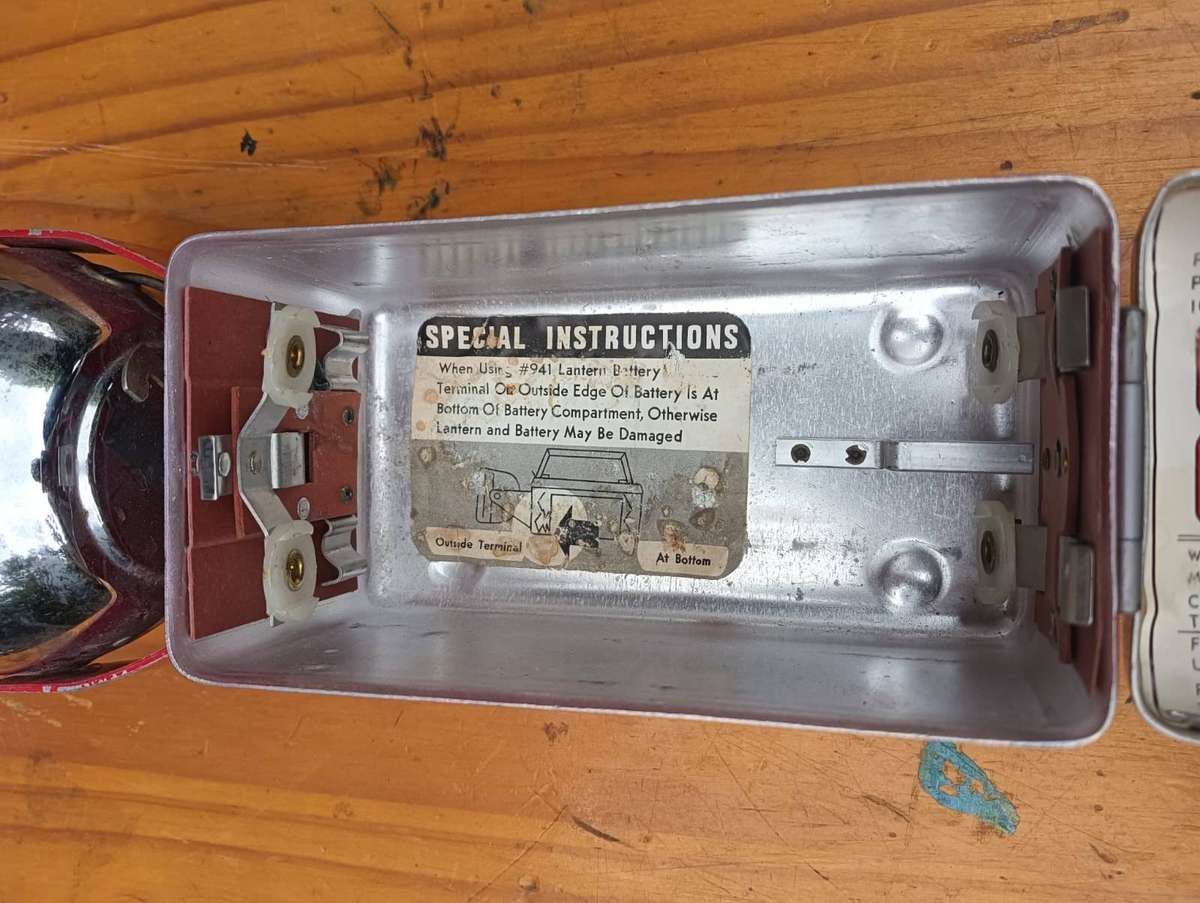 SPECIAL INSTRUCTIONS
When Using #941 Lantern Battery
Terminal On Outside Edge Of Battery Is At
Bottom Of Battery Compartment, Otherwise
Lantern and Battery May Be Damaged
Outside Terminal
At Bottom